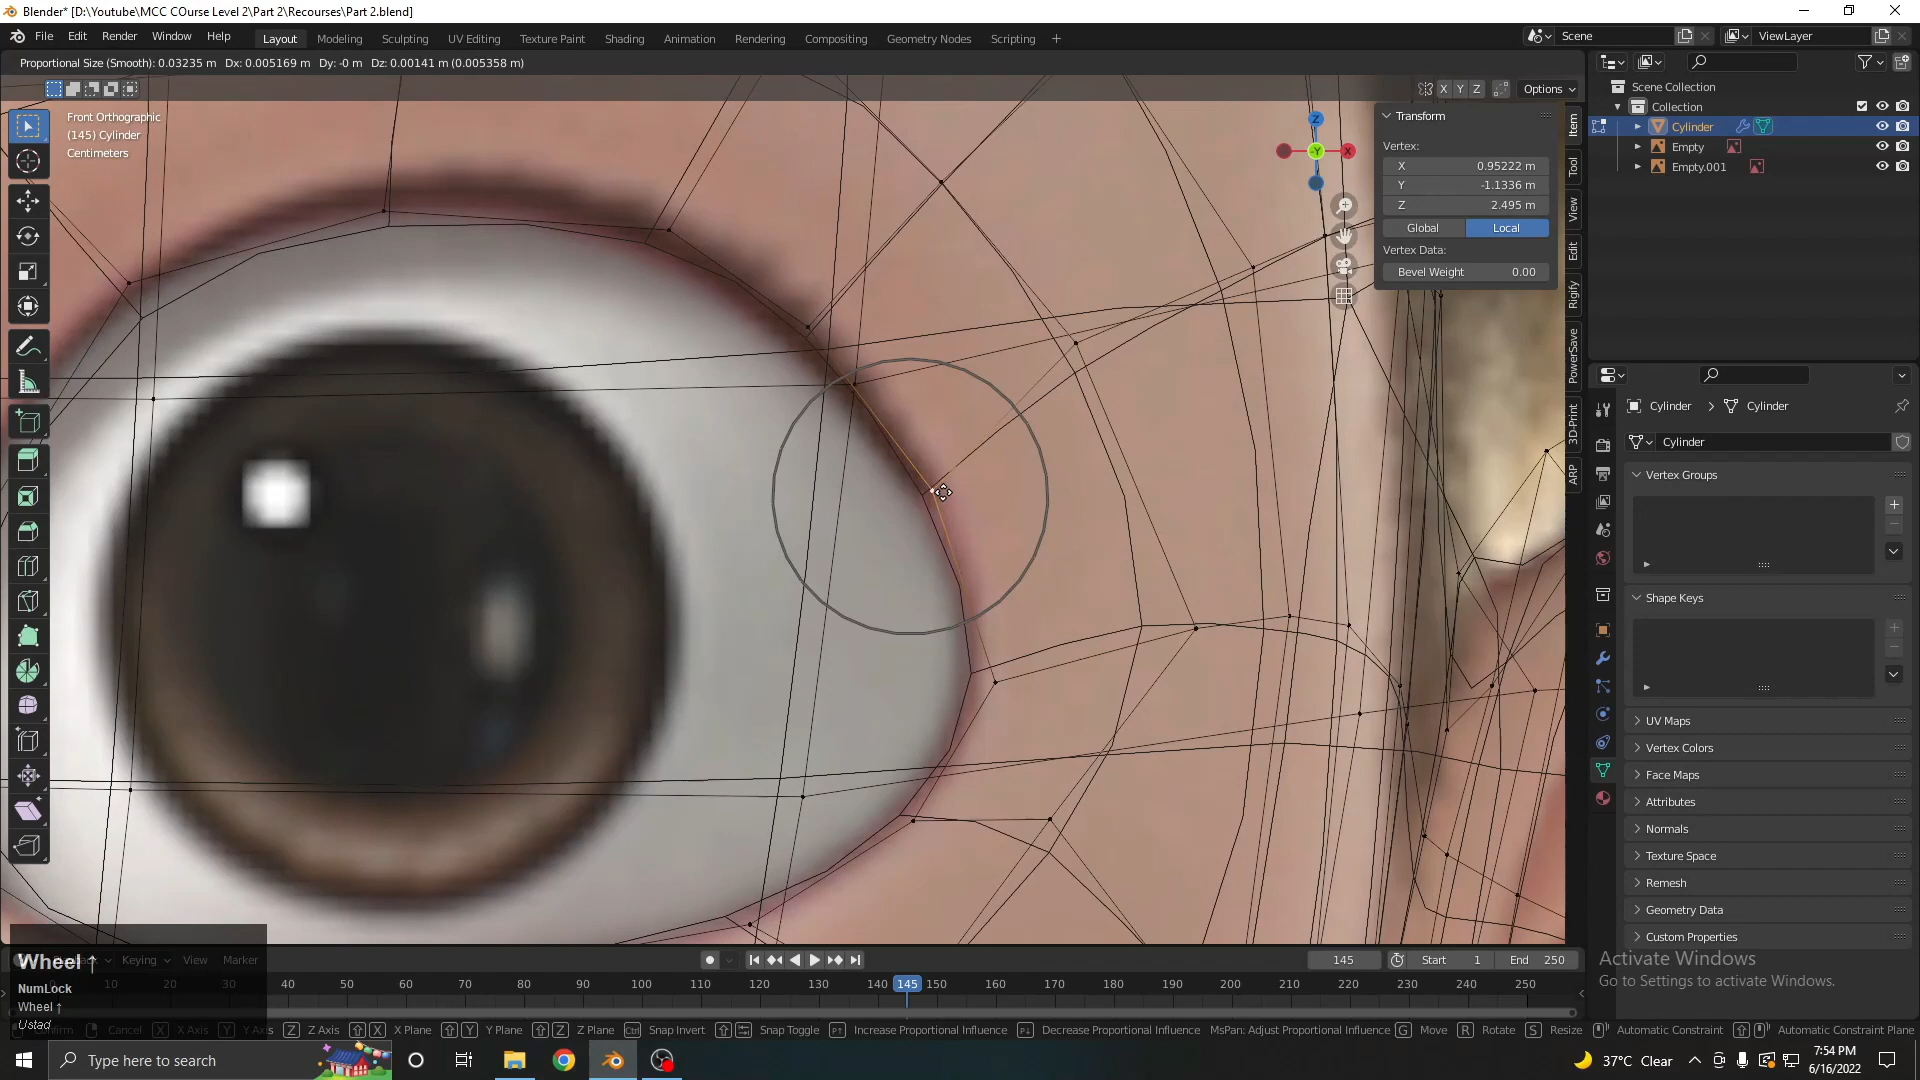 Blender* [D:\Youtube\MCC COurse Level 2\Part 2\Recourses\Part 2.blend]
File Edit Render Window Help Layout Modeling Sculpting UV Editing Texture Paint Shading Animation Rendering Compositing Geometry Nodes Scripting + Scene ViewLayer
Proportional Size (Smooth): 0.03235 m Dx: 0.005169 m Dy: -0 m Dz: 0.00141 m (0.005358 m)
X Y Z Options
Front Orthographic
(145) Cylinder
Centimeters
Z
-Y
X
Transform
Vertex:
X 0.95222 m
Y -1.1336 m
Z 2.495 m
Global Local
Vertex Data:
Bevel Weight 0.00
Item
Tool
View
Edit
Rigify
PowerSave
3D-Print
ARP
Scene Collection
Collection
Cylinder
Empty
Empty.001
Cylinder > Cylinder
Cylinder
Vertex Groups
Shape Keys
UV Maps
Vertex Colors
Face Maps
Attributes
Normals
Texture Space
Remesh
Geometry Data
Custom Properties
Activate Windows
Go to Settings to activate Windows.
Wheel ↑
NumLock
Wheel ↑
Ustad
Keying View Marker
145 Start 1 End 250
10 20 30 40 50 60 70 80 90 100 110 120 130 140 145 150 160 170 180 190 200 210 220 230 240 250
Confirm Cancel X X Axis Y Y Axis Z Z Axis X X Plane Y Y Plane Z Z Plane Ctrl Snap Invert Snap Toggle Increase Proportional Influence Decrease Proportional Influence MsPan: Adjust Proportional Influence G Move R Rotate S Resize Automatic Constraint Automatic Constraint Plane
Type here to search
37°C Clear
7:54 PM
6/16/2022